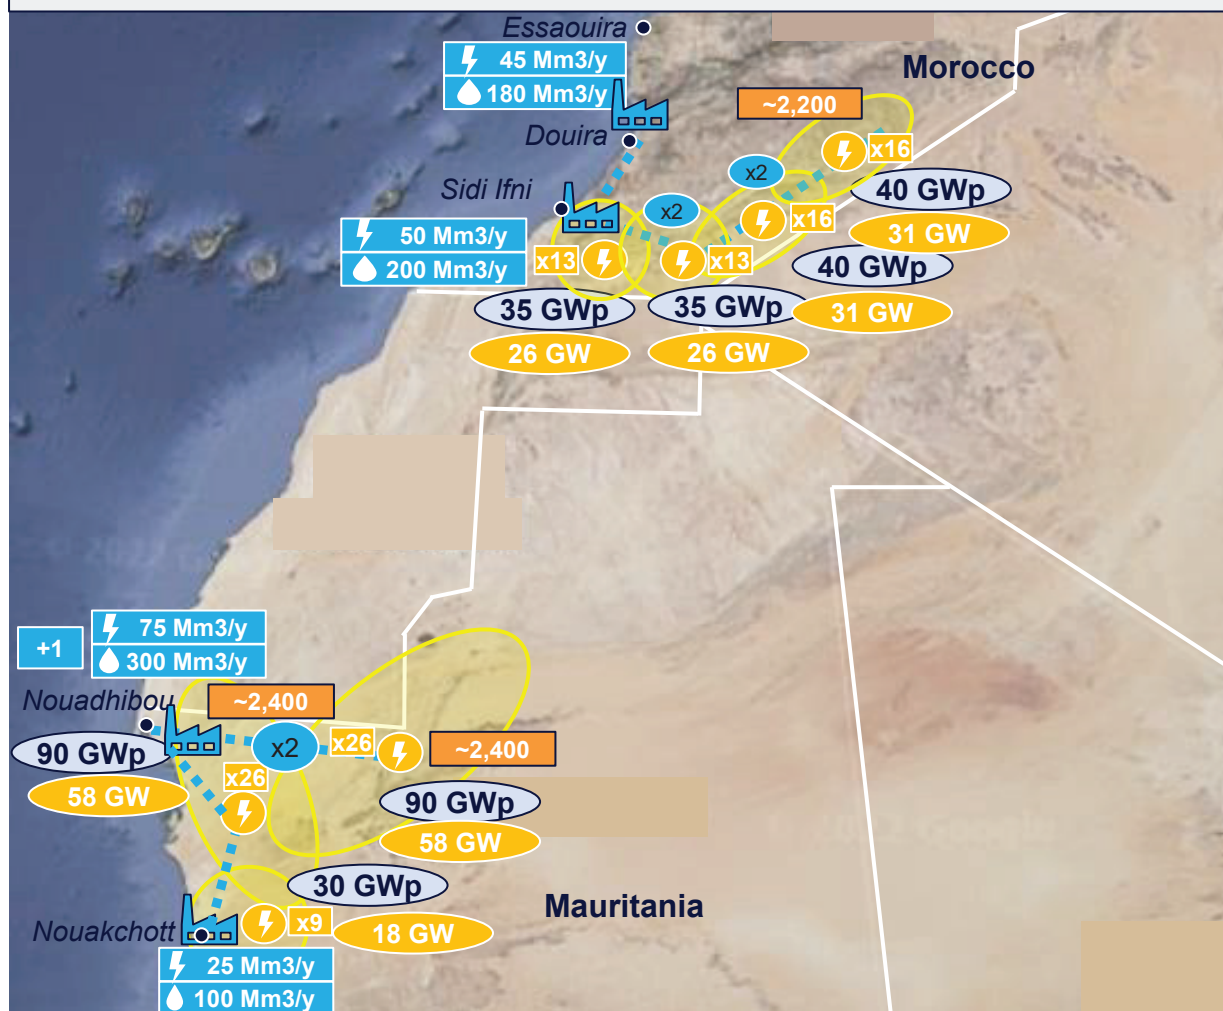 Essaouira
45 Mm3/y
180 Mm3/y
Morocco
~2,200
Douira
x16
x2
40 GWp
Sidi Ifni
x2
x16
31 GW
50 Mm3/y
200 Mm3/y
x13
x13
40 GWp
35 GWp
35 GWp
31 GW
26 GW
26 GW
75 Mm3/y
+1
300 Mm3/y
Nouadhibou
~2,400
x2
x26
~2,400
90 GWp
x26
58 GW
90 GWp
58 GW
30 GWp
Mauritania
Nouakchott
x9
18 GW
25 Mm3/y
100 Mm3/y